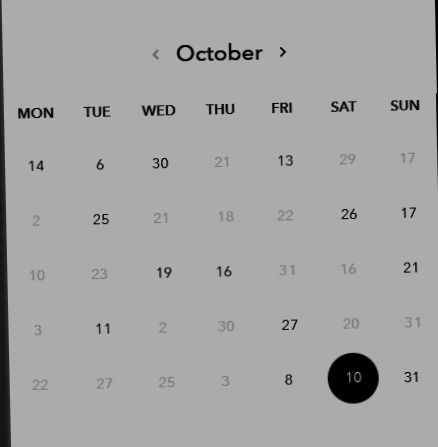 ‹ October ›
MON TUE WED THU FRI SAT SUN
14 6 30 21 13 29 17
2 25 21 18 22 26 17
10 23 19 16 31 16 21
3 11 2 30 27 20 31
22 27 25 3 8 10 31